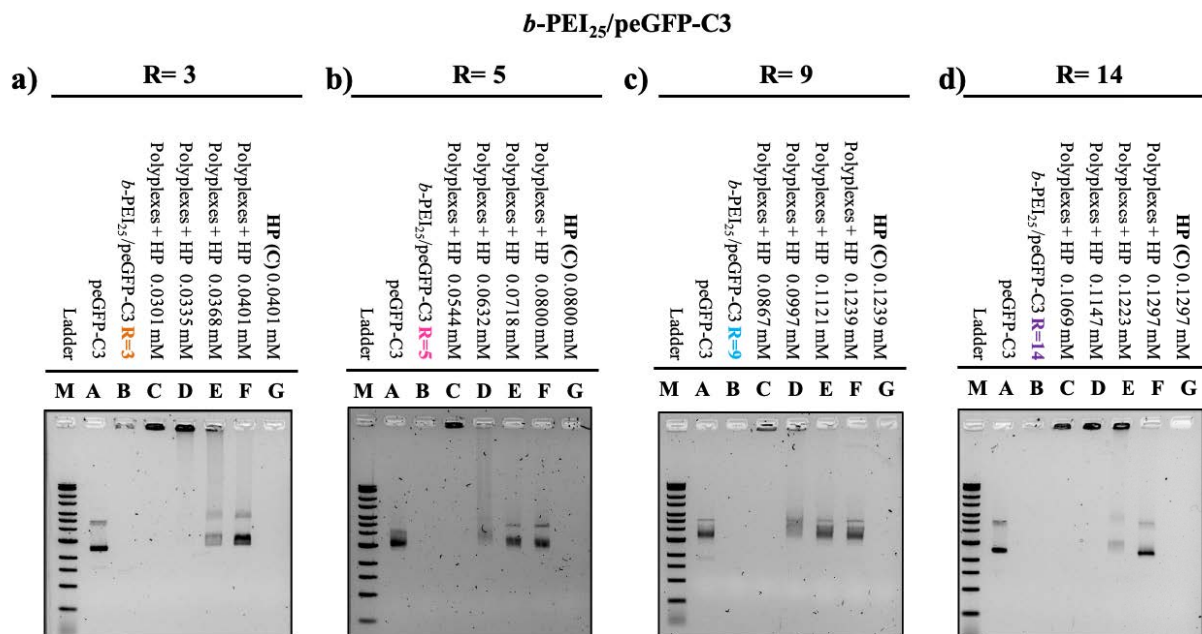 b-PEI25/peGFP-C3
a) R= 3
Ladder
peGFP-C3
b-PEI25/peGFP-C3 R=3
Polyplexes + HP 0.0301 mM
Polyplexes + HP 0.0335 mM
Polyplexes + HP 0.0368 mM
Polyplexes + HP 0.0401 mM
HP (C) 0.0401 mM
M A B C D E F G
b) R= 5
Ladder
peGFP-C3
b-PEI25/peGFP-C3 R=5
Polyplexes + HP 0.0544 mM
Polyplexes + HP 0.0632 mM
Polyplexes + HP 0.0718 mM
Polyplexes + HP 0.0800 mM
HP (C) 0.0800 mM
M A B C D E F G
c) R= 9
Ladder
peGFP-C3
b-PEI25/peGFP-C3 R=9
Polyplexes + HP 0.0867 mM
Polyplexes + HP 0.0997 mM
Polyplexes + HP 0.1121 mM
Polyplexes + HP 0.1239 mM
HP (C) 0.1239 mM
M A B C D E F G
d) R= 14
Ladder
peGFP-C3
b-PEI25/peGFP-C3 R=14
Polyplexes + HP 0.1069 mM
Polyplexes + HP 0.1147 mM
Polyplexes + HP 0.1223 mM
Polyplexes + HP 0.1297 mM
HP (C) 0.1297 mM
M A B C D E F G